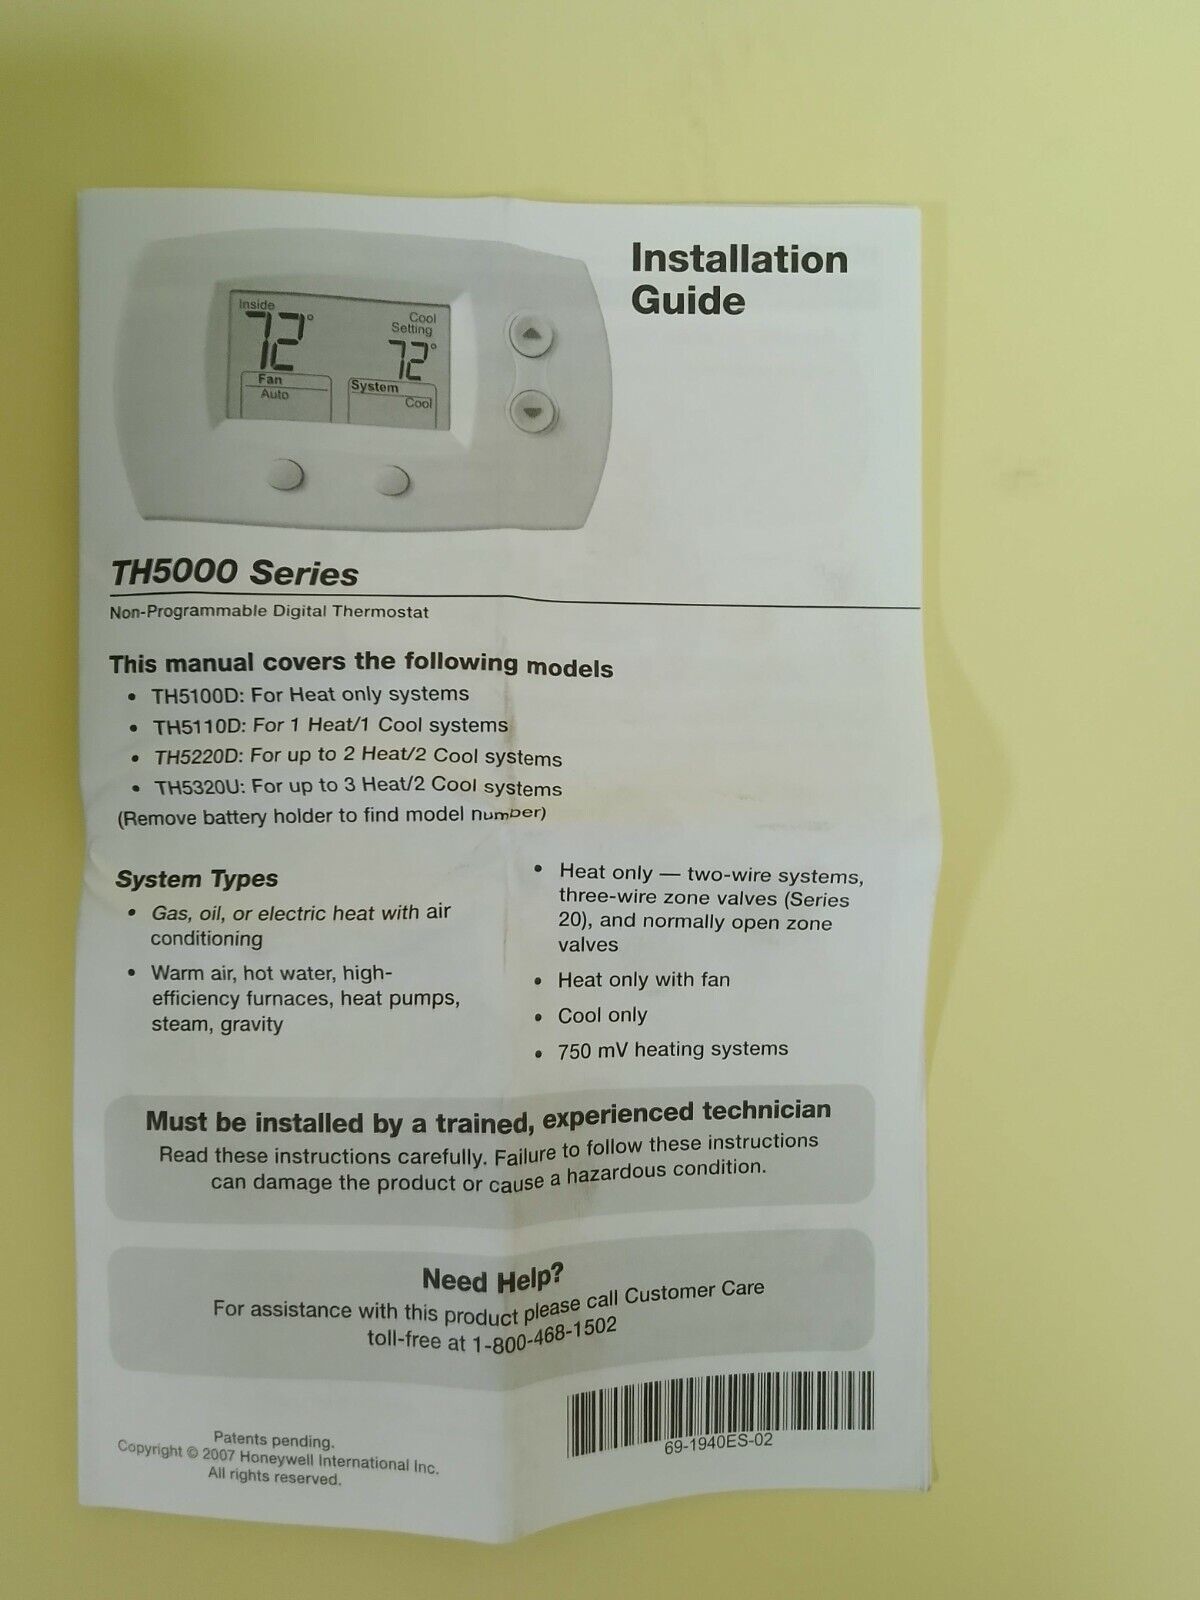 Installation
Guide
Inside
72°
Cool
Setting
72°
Fan
Auto
System
Cool
TH5000 Series
Non-Programmable Digital Thermostat
This manual covers the following models
• TH5100D: For Heat only systems
• TH5110D: For 1 Heat/1 Cool systems
• TH5220D: For up to 2 Heat/2 Cool systems
• TH5320U: For up to 3 Heat/2 Cool systems
(Remove battery holder to find model number)
System Types
• Gas, oil, or electric heat with air
conditioning
• Warm air, hot water, high-
efficiency furnaces, heat pumps,
steam, gravity
• Heat only — two-wire systems,
three-wire zone valves (Series
20), and normally open zone
valves
• Heat only with fan
• Cool only
• 750 mV heating systems
Must be installed by a trained, experienced technician
Read these instructions carefully. Failure to follow these instructions
can damage the product or cause a hazardous condition.
Need Help?
For assistance with this product please call Customer Care
toll-free at 1-800-468-1502
Patents pending.
Copyright © 2007 Honeywell International Inc.
All rights reserved.
69-1940ES-02